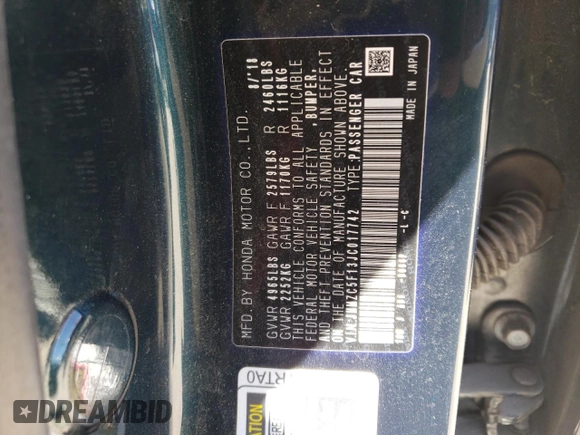 MFD. BY HONDA MOTOR CO., LTD. 8/'18
GVWR 4965LBS GAWR F 2579LBS R 2460LBS
GVWR 2252KG GAWR F 1170KG R 1116KG
THIS VEHICLE CONFORMS TO ALL APPLICABLE
FEDERAL MOTOR VEHICLE SAFETY , BUMPER,
AND THEFT PREVENTION STANDARDS IN EFFECT
ON THE DATE OF MANUFACTURE SHOWN ABOVE.
TYPE:PASSENGER CAR
-L-C MADE IN JAPAN
RTA0
DREAMBID